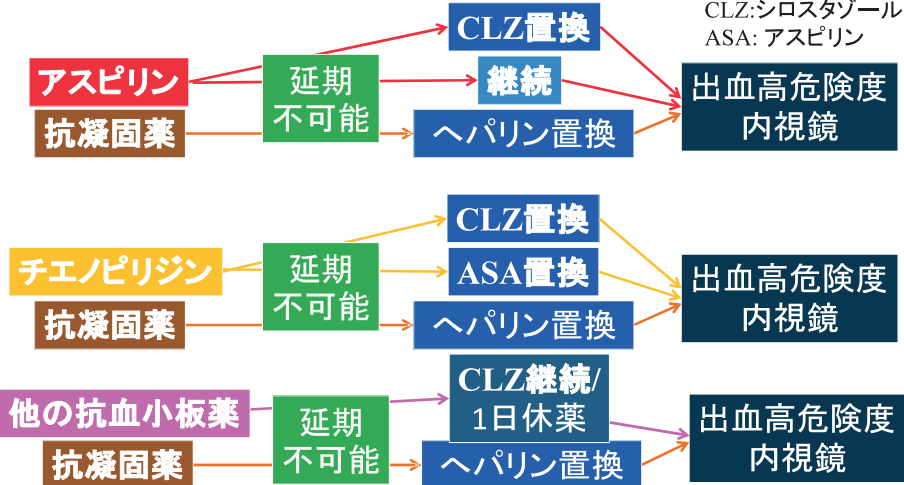 CLZ:シロスタゾール
ASA: アスピリン
アスピリン
抗凝固薬
延期
不可能
CLZ置換
継続
ヘパリン置換
出血高危険度
内視鏡
チエノピリジン
抗凝固薬
延期
不可能
CLZ置換
ASA置換
ヘパリン置換
出血高危険度
内視鏡
他の抗血小板薬
抗凝固薬
延期
不可能
CLZ継続/
1日休薬
ヘパリン置換
出血高危険度
内視鏡